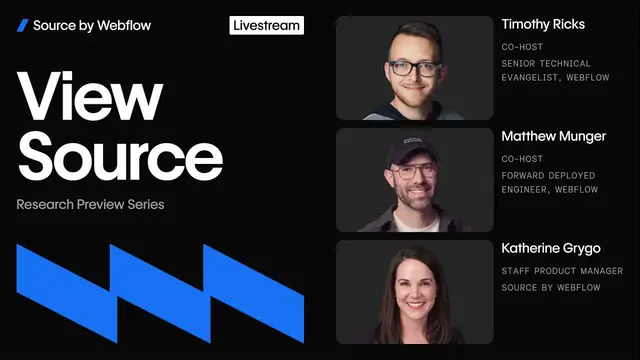 Source by Webflow
Livestream
View
Source
Research Preview Series
Timothy Ricks
CO-HOST
SENIOR TECHNICAL
EVANGELIST, WEBFLOW
Matthew Munger
CO-HOST
FORWARD DEPLOYED
ENGINEER, WEBFLOW
Katherine Grygo
STAFF PRODUCT MANAGER
SOURCE BY WEBFLOW